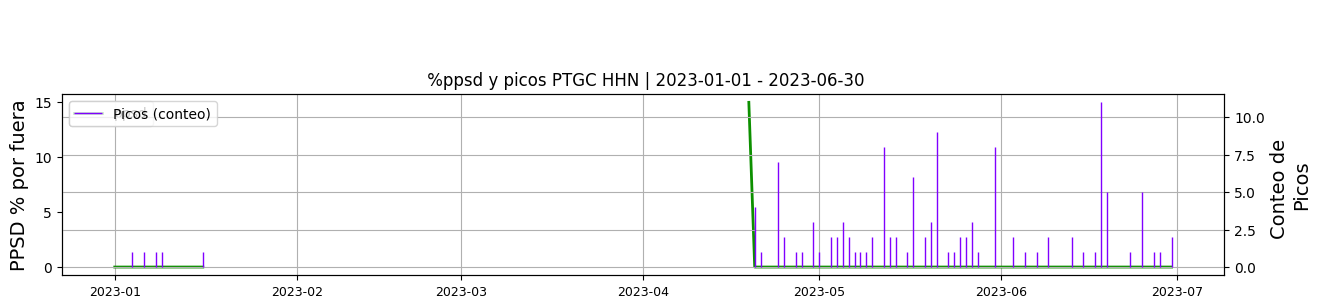 %ppsd y picos PTGC HHN | 2023-01-01 - 2023-06-30
PPSD % por fuera
15
10
5
0
Picos (conteo)
10.0
7.5
5.0
2.5
0.0
Conteo de
Picos
2023-01 2023-02 2023-03 2023-04 2023-05 2023-06 2023-07